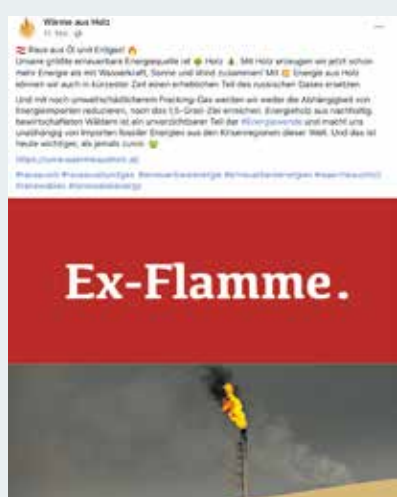 Wärme aus Holz
11. Nov.
Raus aus Öl und Erdgas!
Unsere größte erneuerbare Energiequelle ist Holz. Mit Holz erzeugen wir jetzt schon
mehr Energie als mit Wasserkraft, Sonne und Wind zusammen! Mit Energie aus Holz
können wir auch in kürzester Zeit einen erheblichen Teil des russischen Gases ersetzen.
Und mit noch umweltschädlicherem Fracking-Gas werden wir weder die Abhängigkeit von
Energieimporten reduzieren, noch das 1,5-Grad-Ziel erreichen. Energieholz aus nachhaltig
bewirtschafteten Wäldern ist ein unverzichtbarer Teil der #Energiewende und macht uns
unabhängig von Importen fossiler Energien aus den Krisenregionen dieser Welt. Und das ist
heute wichtiger, als jemals zuvor.
#erneuerbareenergie #erneuerbareenergien #waermeausholz
Ex-Flamme.